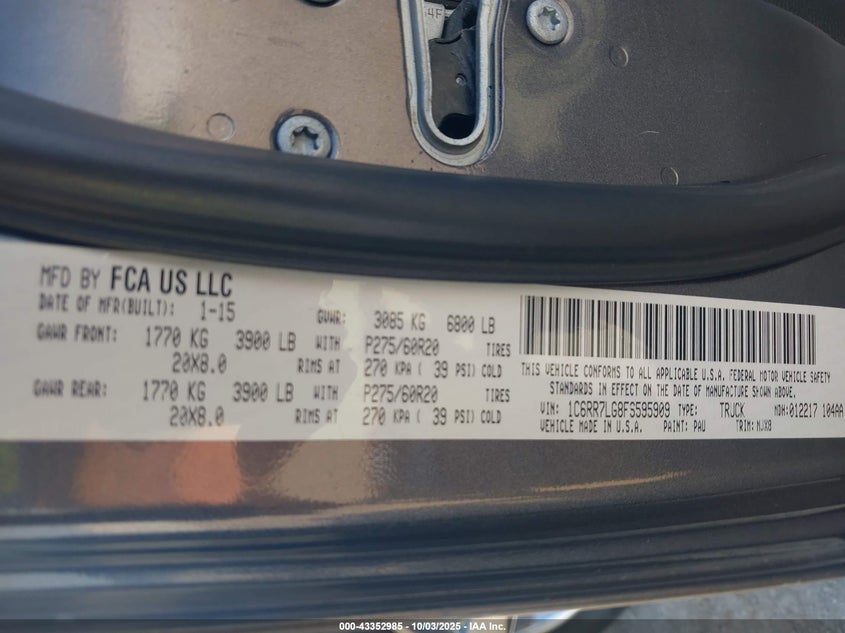 4F
MFD BY FCA US LLC
DATE OF MFR(BUILT): 1-15 GVWR: 3085 KG 6800 LB
GAWR FRONT: 1770 KG 3900 LB WITH P275/60R20 TIRES
20X8.0 RIMS AT 270 KPA ( 39 PSI) COLD
GAWR REAR: 1770 KG 3900 LB WITH P275/60R20 TIRES
20X8.0 RIMS AT 270 KPA ( 39 PSI) COLD
THIS VEHICLE CONFORMS TO ALL APPLICABLE U.S.A. FEDERAL MOTOR VEHICLE SAFETY
STANDARDS IN EFFECT ON THE DATE OF MANUFACTURE SHOWN ABOVE.
VIN: 1C6RR7LG8FS595909 TYPE: TRUCK MDH:012217 104AA
VEHICLE MADE IN U.S.A. PAINT: PAU TRIM: MJX8
000-43352985 - 10/03/2025 - IAA Inc.